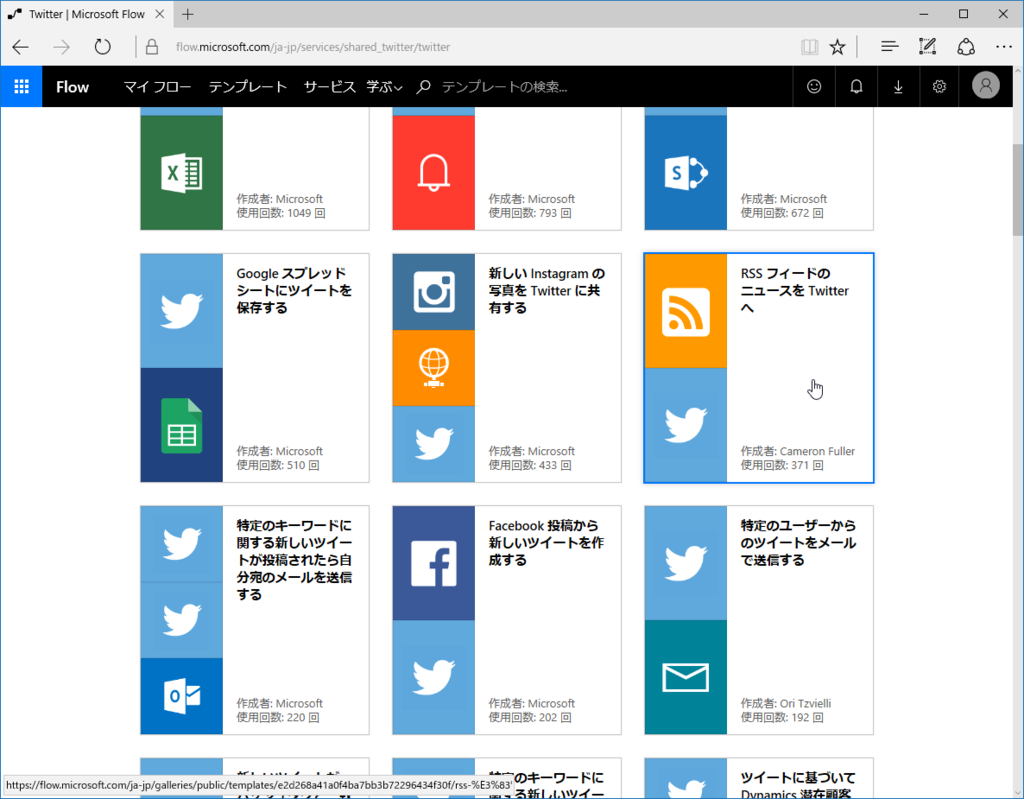 Twitter | Microsoft Flow
flow.microsoft.com/ja-jp/services/shared_twitter/twitter
Flow
マイ フロー
テンプレート
サービス
学ぶ
テンプレートの検索...
作成者: Microsoft
使用回数: 1049 回
作成者: Microsoft
使用回数: 793 回
作成者: Microsoft
使用回数: 672 回
Google スプレッド
シートにツイートを
保存する
作成者: Microsoft
使用回数: 510 回
新しい Instagram の
写真を Twitter に共
有する
作成者: Microsoft
使用回数: 433 回
RSS フィードの
ニュースを Twitter
へ
作成者: Cameron Fuller
使用回数: 371 回
特定のキーワードに
関する新しいツイー
トが投稿されたら自
分宛のメールを送信
する
作成者: Microsoft
使用回数: 220 回
Facebook 投稿から
新しいツイートを作
成する
作成者: Microsoft
使用回数: 202 回
特定のユーザーから
のツイートをメール
で送信する
作成者: Ori Tzvielli
使用回数: 192 回
特定のキーワードに
関する新しいツイー
ツイートに基づいて
Dynamics 潜在顧客
https://flow.microsoft.com/ja-jp/galleries/public/templates/e2d268a41a0f4ba7bb3b72296434f30f/rss-%E3%83'